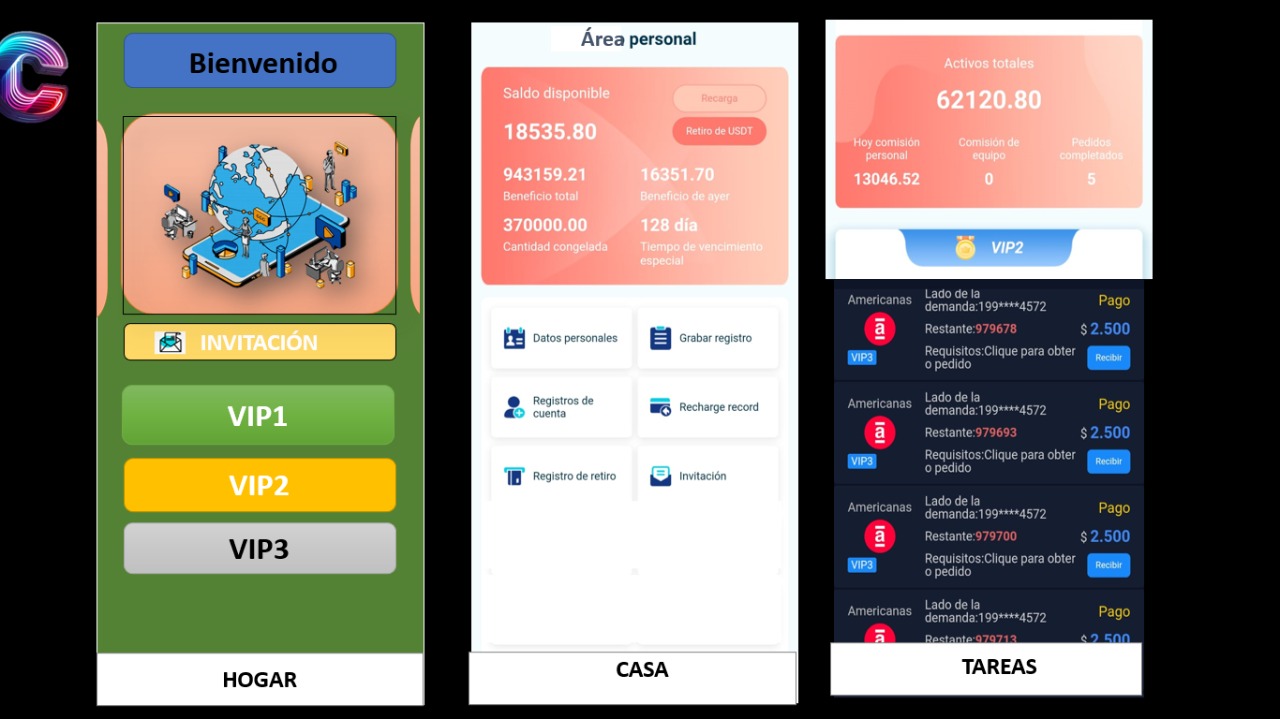 Bienvenido
INVITACIÓN
VIP1
VIP2
VIP3
HOGAR
Área personal
Saldo disponible
Recarga
18535.80
Retiro de USDT
943159.21
16351.70
Beneficio total
Beneficio de ayer
370000.00
128 día
Cantidad congelada
Tiempo de vencimiento
especial
Datos personales
Grabar registro
Registros de
cuenta
Recharge record
Registro de retiro
Invitación
CASA
Activos totales
62120.80
Hoy comisión
personal
Comisión de
equipo
Pedidos
completados
13046.52
0
5
VIP2
Americanas
Lado de la
demanda:199****4572
Pago
Restante:979678
$ 2.500
VIP3
Requisitos:Clique para obter
o pedido
Recibir
Americanas
Lado de la
demanda:199****4572
Pago
Restante:979693
$ 2.500
VIP3
Requisitos:Clique para obter
o pedido
Recibir
Americanas
Lado de la
demanda:199****4572
Pago
Restante:979700
$ 2.500
VIP3
Requisitos:Clique para obter
o pedido
Recibir
Americanas
Lado de la
demanda:199****4572
Pago
Restante:979713
$ 2.500
TAREAS